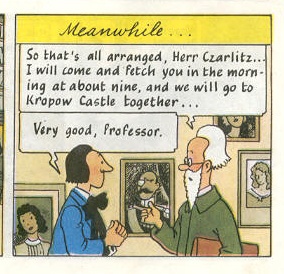 Meanwhile...
So that's all arranged, Herr Czarlitz...
I will come and fetch you in the morn-
ing at about nine, and we will go to
Kropow Castle together...
Very good, Professor.